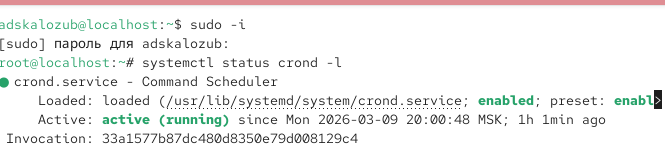 adskalozub@localhost:~$ sudo -i
[sudo] пароль для adskalozub:
root@localhost:~# systemctl status crond -l
● crond.service - Command Scheduler
     Loaded: loaded (/usr/lib/systemd/system/crond.service; enabled; preset: enabl>
     Active: active (running) since Mon 2026-03-09 20:00:48 MSK; 1h 1min ago
 Invocation: 33a1577b87dc480d8350e79d008129c4